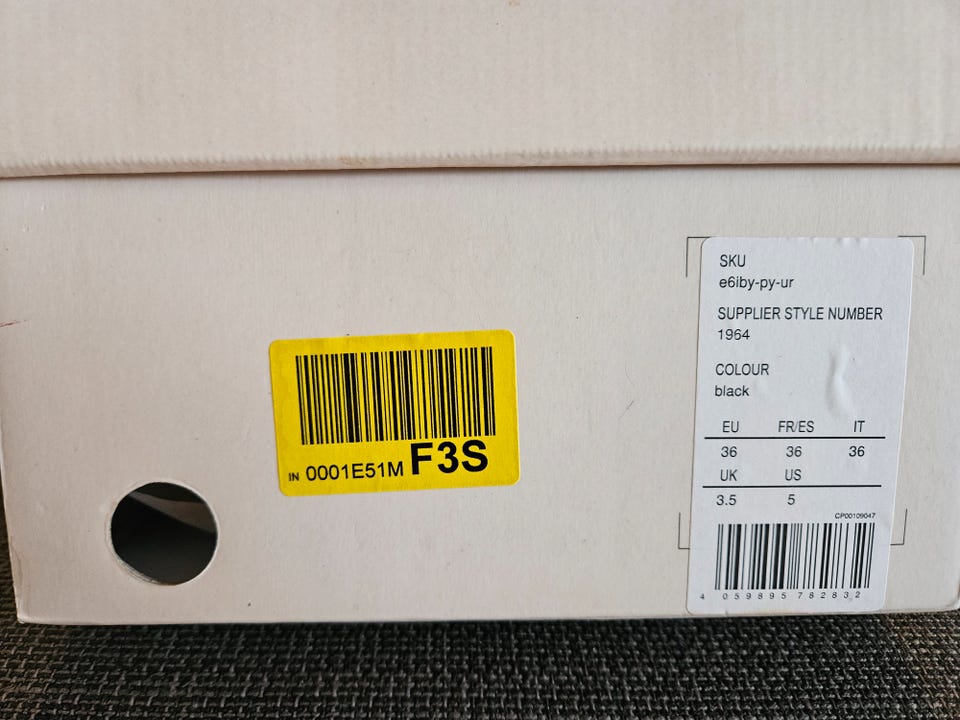 IN 0001E51M F3S
SKU
e6iby-py-ur
SUPPLIER STYLE NUMBER
1964
COLOUR
black
EU FR/ES IT
36 36 36
UK US
3.5 5
CP00109047
4 059895 782832